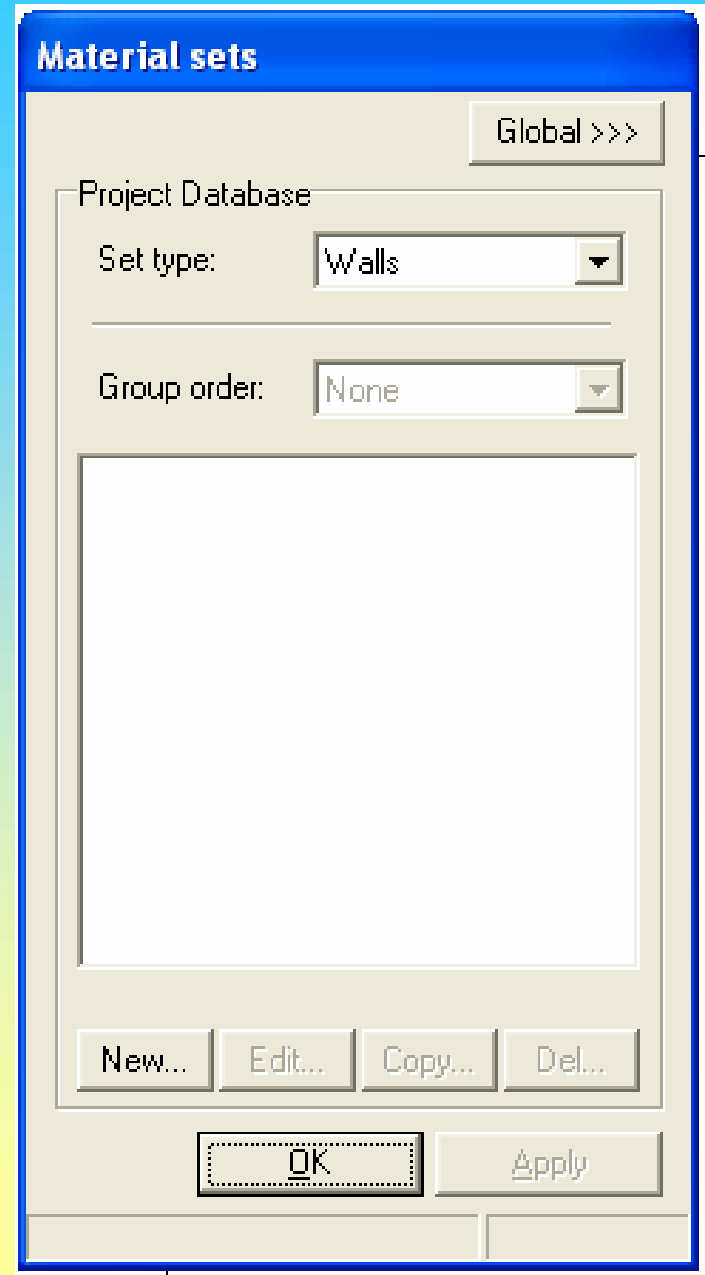 Material sets
Global >>>
Project Database
Set type: Walls
Group order: None
New... Edit... Copy... Del...
OK Apply